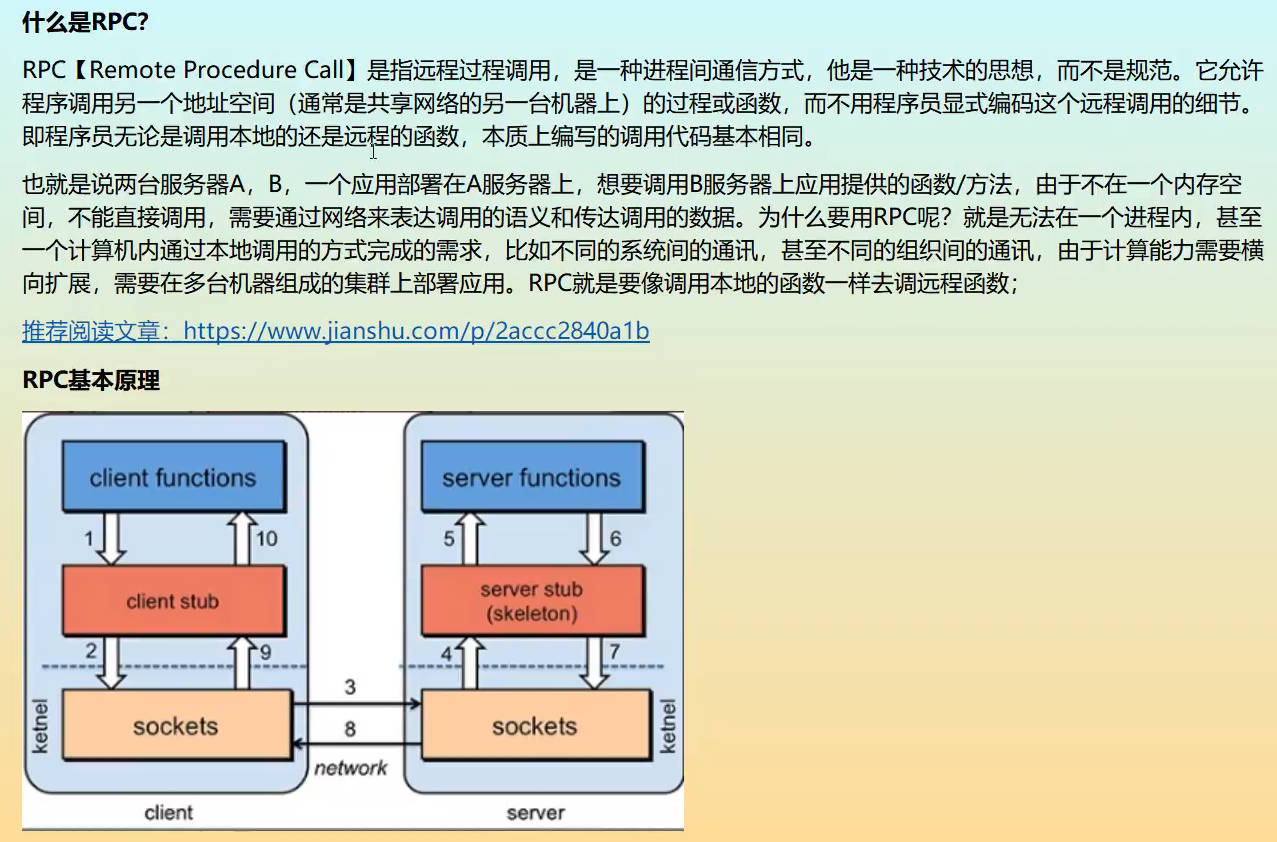 什么是RPC？
RPC【Remote Procedure Call】是指远程过程调用，是一种进程间通信方式，他是一种技术的思想，而不是规范。它允许
程序调用另一个地址空间（通常是共享网络的另一台机器上）的过程或函数，而不用程序员显式编码这个远程调用的细节。
即程序员无论是调用本地的还是远程的函数，本质上编写的调用代码基本相同。
也就是说两台服务器A，B，一个应用部署在A服务器上，想要调用B服务器上应用提供的函数/方法，由于不在一个内存空
间，不能直接调用，需要通过网络来表达调用的语义和传达调用的数据。为什么要用RPC呢？就是无法在一个进程内，甚至
一个计算机内通过本地调用的方式完成的需求，比如不同的系统间的通讯，甚至不同的组织间的通讯，由于计算能力需要横
向扩展，需要在多台机器组成的集群上部署应用。RPC就是要像调用本地的函数一样去调远程函数；
推荐阅读文章：https://www.jianshu.com/p/2accc2840a1b
RPC基本原理
client functions
server functions
1
10
5
6
client stub
server stub
(skeleton)
2
9
4
7
3
ketnel
sockets
8
sockets
ketnel
network
client
server